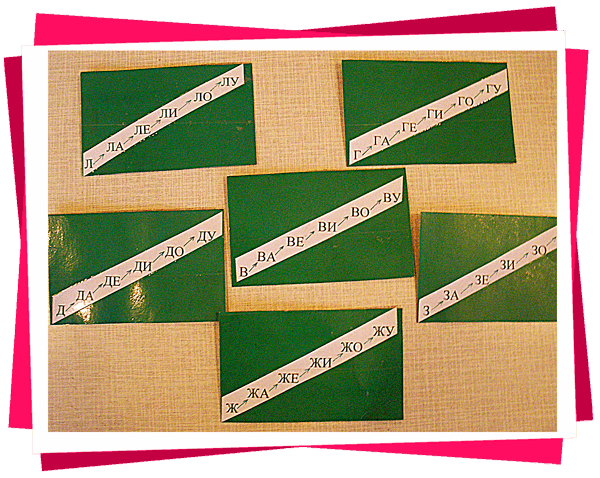 Л ЛА ЛЕ ЛИ ЛО ЛУ
Г ГА ГЕ ГИ ГО ГУ
В ВА ВЕ ВИ ВО ВУ
Д ДА ДЕ ДИ ДО ДУ
З ЗА ЗЕ ЗИ ЗО
Ж ЖА ЖЕ ЖИ ЖО ЖУ